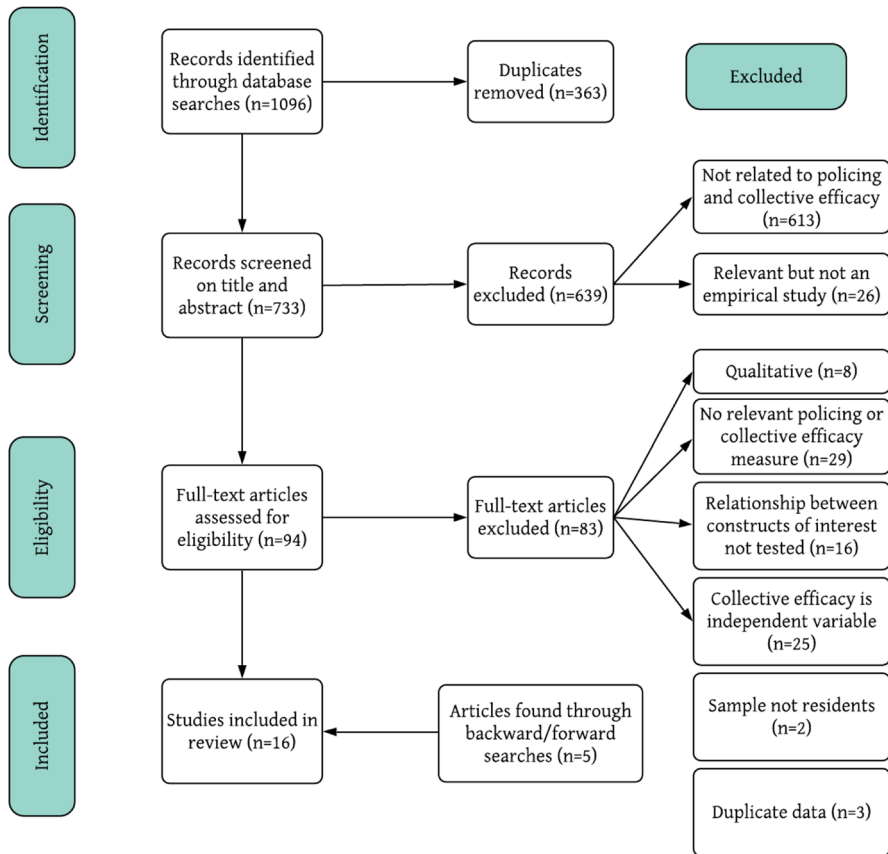 Identification
Records identified
through database
searches (n=1096)
Duplicates
removed (n=363)
Excluded
Screening
Records screened
on title and
abstract (n=733)
Records
excluded (n=639)
Not related to policing
and collective efficacy
(n=613)
Relevant but not an
empirical study (n=26)
Eligibility
Full-text articles
assessed for
eligibility (n=94)
Full-text articles
excluded (n=83)
Qualitative (n=8)
No relevant policing or
collective efficacy
measure (n=29)
Relationship between
constructs of interest
not tested (n=16)
Collective efficacy is
independent variable
(n=25)
Included
Studies included in
review (n=16)
Articles found through
backward/forward
searches (n=5)
Sample not residents
(n=2)
Duplicate data (n=3)